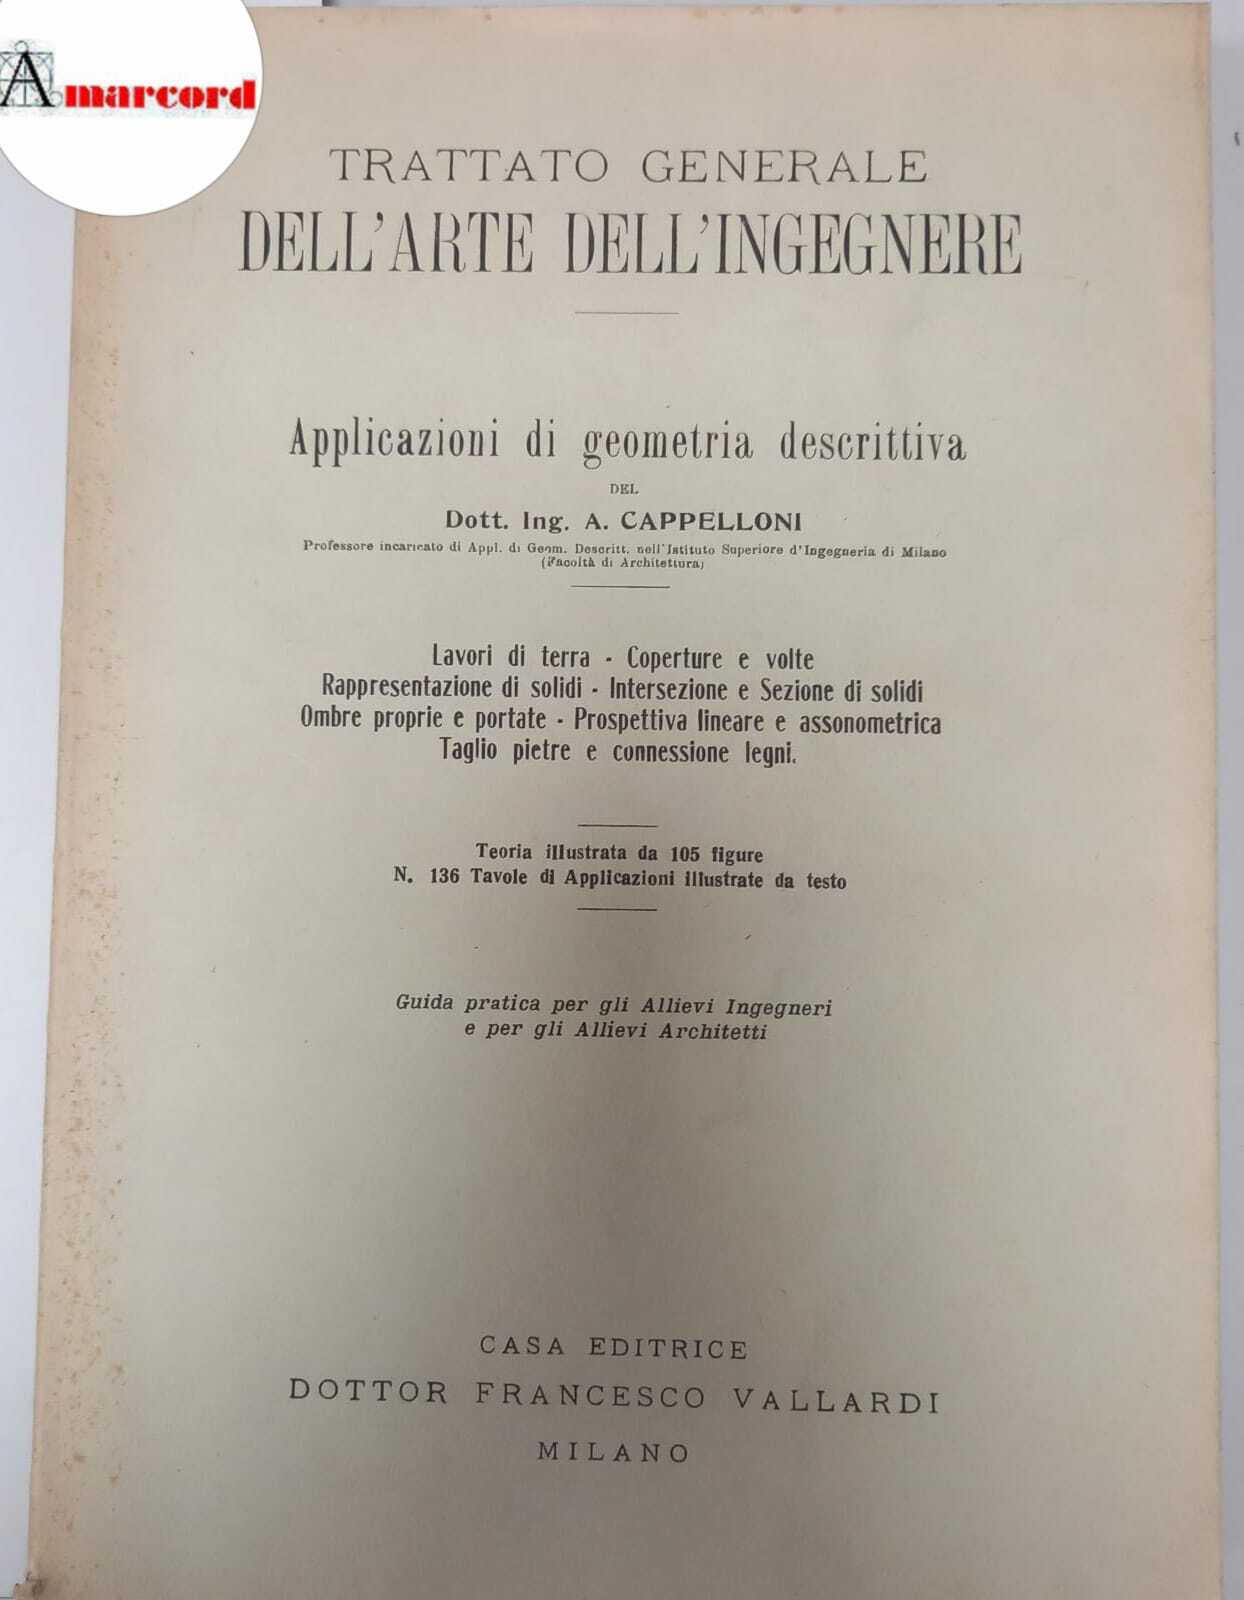 Amarcord
TRATTATO GENERALE
DELL'ARTE DELL'INGEGNERE
Applicazioni di geometria descrittiva
DEL
Dott. Ing. A. CAPPELLONI
Professore incaricato di Appl. di Geom. Descritt. nell'Istituto Superiore d'Ingegneria di Milano
(Facoltà di Architettura)
Lavori di terra - Coperture e volte
Rappresentazione di solidi - Intersezione e Sezione di solidi
Ombre proprie e portate - Prospettiva lineare e assonometrica
Taglio pietre e connessione legni.
Teoria illustrata da 105 figure
N. 136 Tavole di Applicazioni illustrate da testo
Guida pratica per gli Allievi Ingegneri
e per gli Allievi Architetti
CASA EDITRICE
DOTTOR FRANCESCO VALLARDI
MILANO